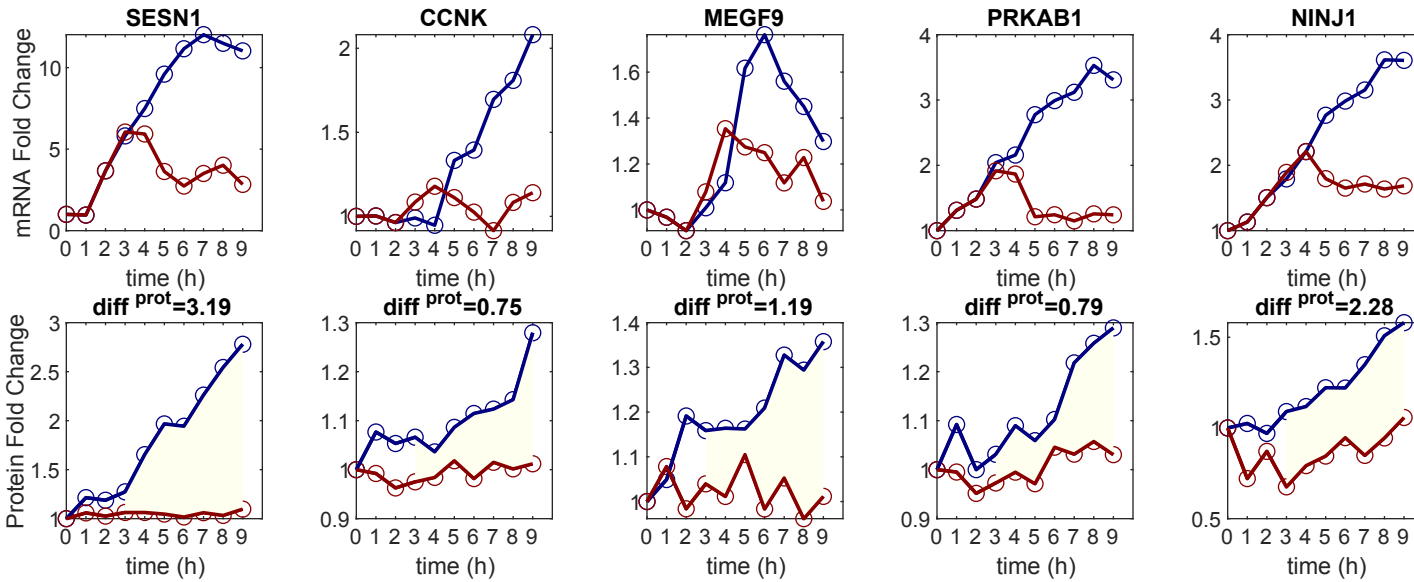 SESN1 CCNK MEGF9 PRKAB1 NINJ1
mRNA Fold Change
10
5
0
2
1.5
1
1.6
1.4
1.2
1
4
3
2
1
4
3
2
1
0 1 2 3 4 5 6 7 8 9
0 1 2 3 4 5 6 7 8 9
0 1 2 3 4 5 6 7 8 9
0 1 2 3 4 5 6 7 8 9
0 1 2 3 4 5 6 7 8 9
time (h) time (h) time (h) time (h) time (h)
diff prot=3.19 diff prot=0.75 diff prot=1.19 diff prot=0.79 diff prot=2.28
Protein Fold Change
3
2.5
2
1.5
1
1.3
1.2
1.1
1
0.9
1.4
1.3
1.2
1.1
1
1.3
1.2
1.1
1
0.9
1.5
1
0.5
0 1 2 3 4 5 6 7 8 9
0 1 2 3 4 5 6 7 8 9
0 1 2 3 4 5 6 7 8 9
0 1 2 3 4 5 6 7 8 9
0 1 2 3 4 5 6 7 8 9
time (h) time (h) time (h) time (h) time (h)